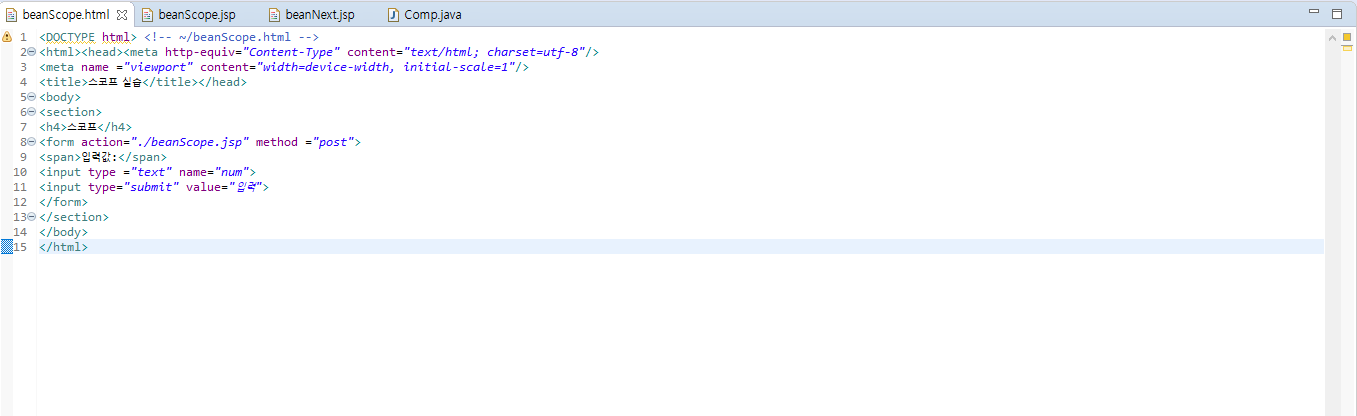 beanScope.html beanScope.jsp beanNext.jsp Comp.java
1 <DOCTYPE html> <!-- ~/beanScope.html -->
2 <html><head><meta http-equiv="Content-Type" content="text/html; charset=utf-8"/>
3 <meta name ="viewport" content="width=device-width, initial-scale=1"/>
4 <title>스코프 실습</title></head>
5 <body>
6 <section>
7 <h4>스코프</h4>
8 <form action="./beanScope.jsp" method ="post">
9 <span>입력값:</span>
10 <input type ="text" name="num">
11 <input type="submit" value="입력">
12 </form>
13 </section>
14 </body>
15 </html>